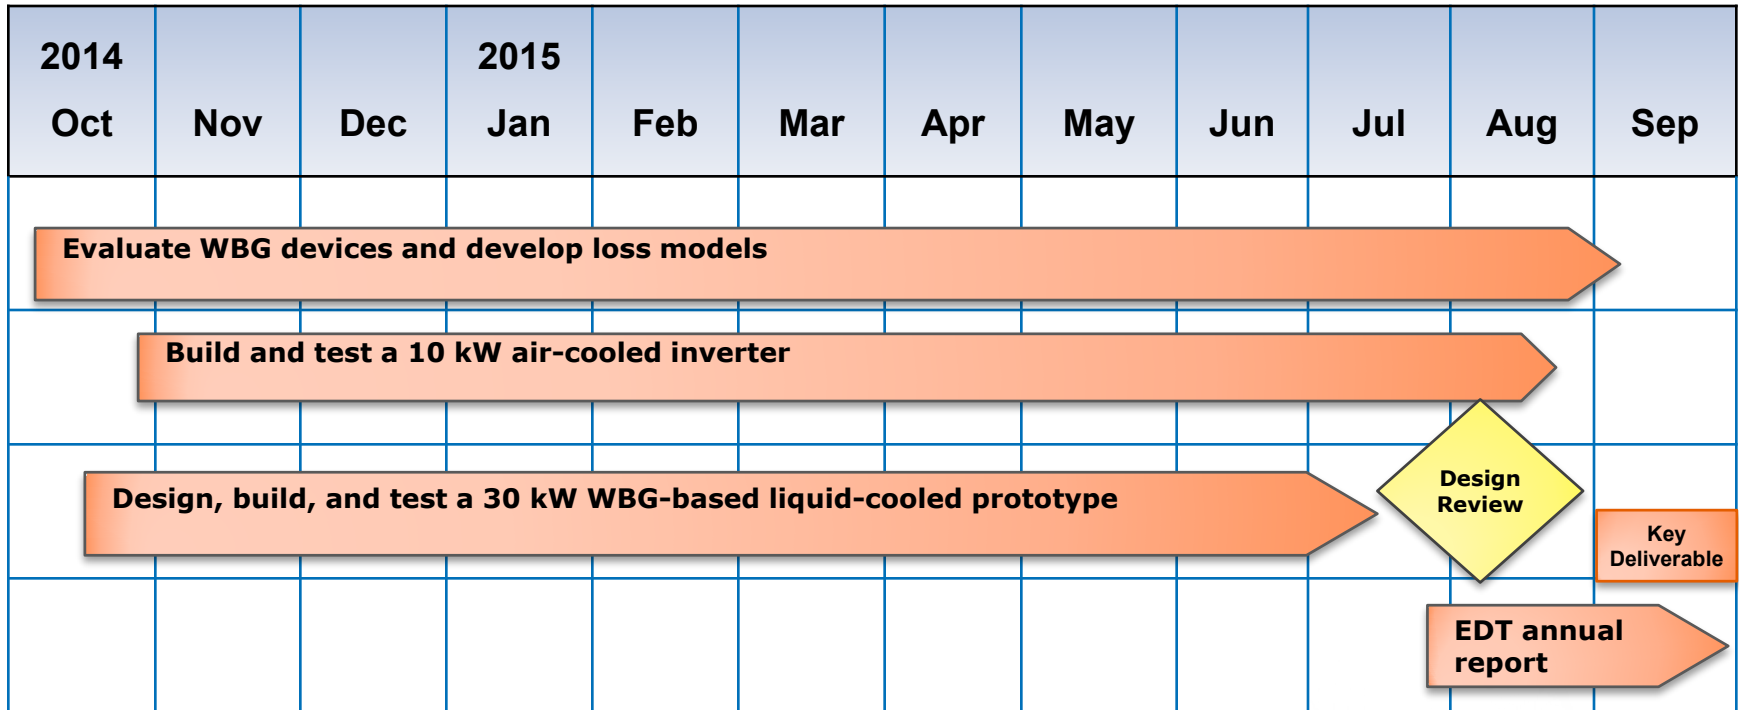 2014
2015
Oct Nov Dec Jan Feb Mar Apr May Jun Jul Aug Sep
Evaluate WBG devices and develop loss models
Build and test a 10 kW air-cooled inverter
Design, build, and test a 30 kW WBG-based liquid-cooled prototype
Design
Review
Key
Deliverable
EDT annual
report